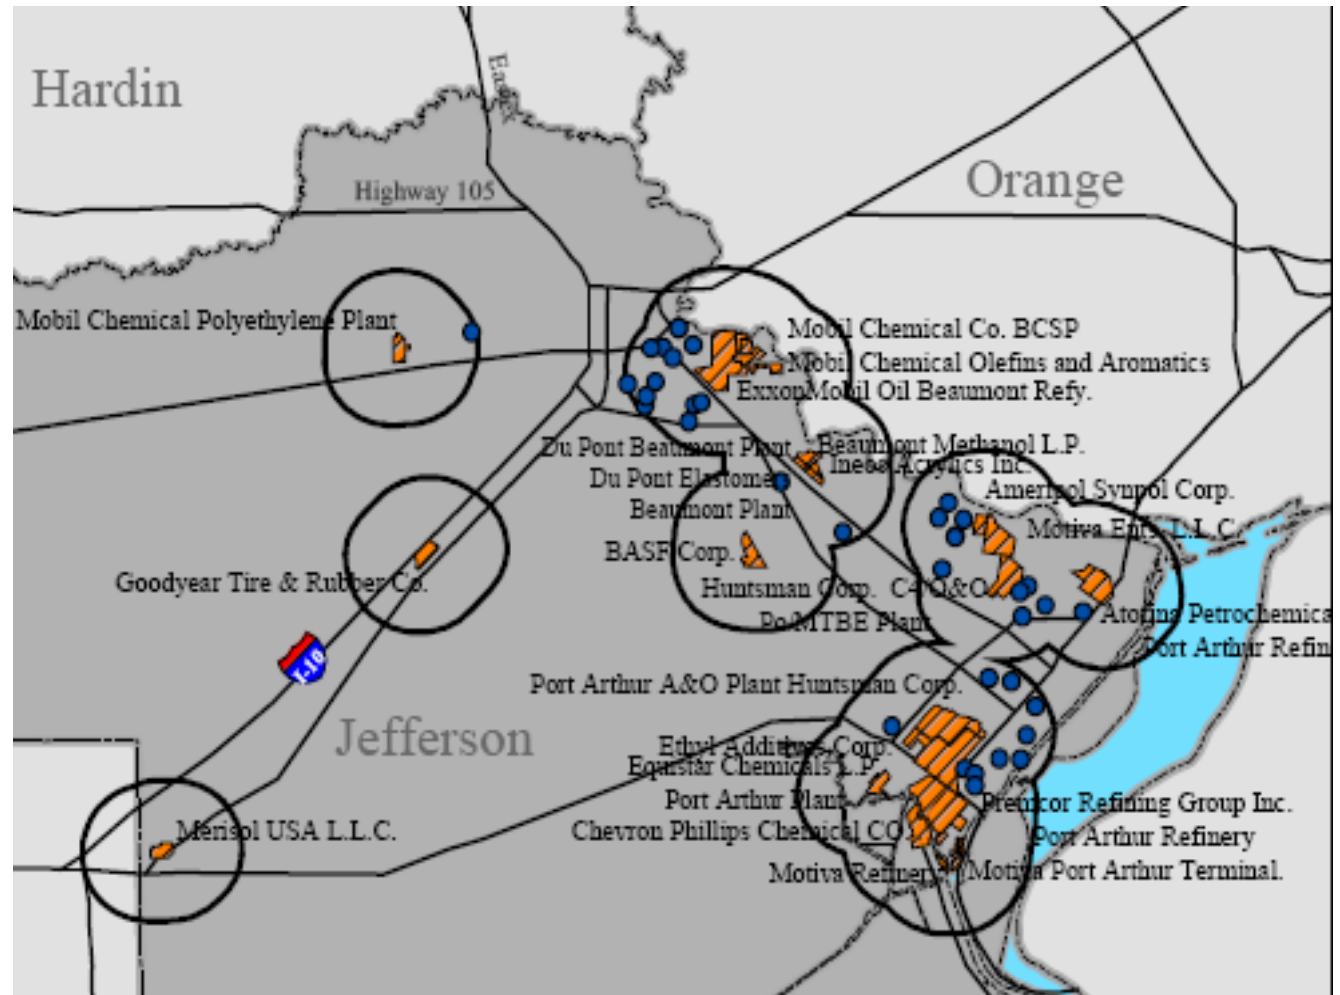 Hardin
Eastex
Highway 105
Orange
Mobil Chemical Polyethylene Plant
Mobil Chemical Co. BCSP
Mobil Chemical Olefins and Aromatics
ExxonMobil Oil Beaumont Refy.
Du Pont Beaumont Plant
Beaumont Methanol L.P.
Ineos Acrylics Inc.
Du Pont Elastomers
Beaumont Plant
Ameripol Synpol Corp.
Motiva Ents. L.L.C.
BASF Corp.
Goodyear Tire & Rubber Co.
Huntsman Corp. C4/O&O
Po/MTBE Plant
Atofina Petrochemica
Port Arthur Refin
I-10
Port Arthur A&O Plant Huntsman Corp.
Jefferson
Ethyl Additives Corp.
Equistar Chemicals L.P.
Port Arthur Plant
Premcor Refining Group Inc.
Merisol USA L.L.C.
Chevron Phillips Chemical CO.
Port Arthur Refinery
Motiva Refinery
Motiva Port Arthur Terminal.